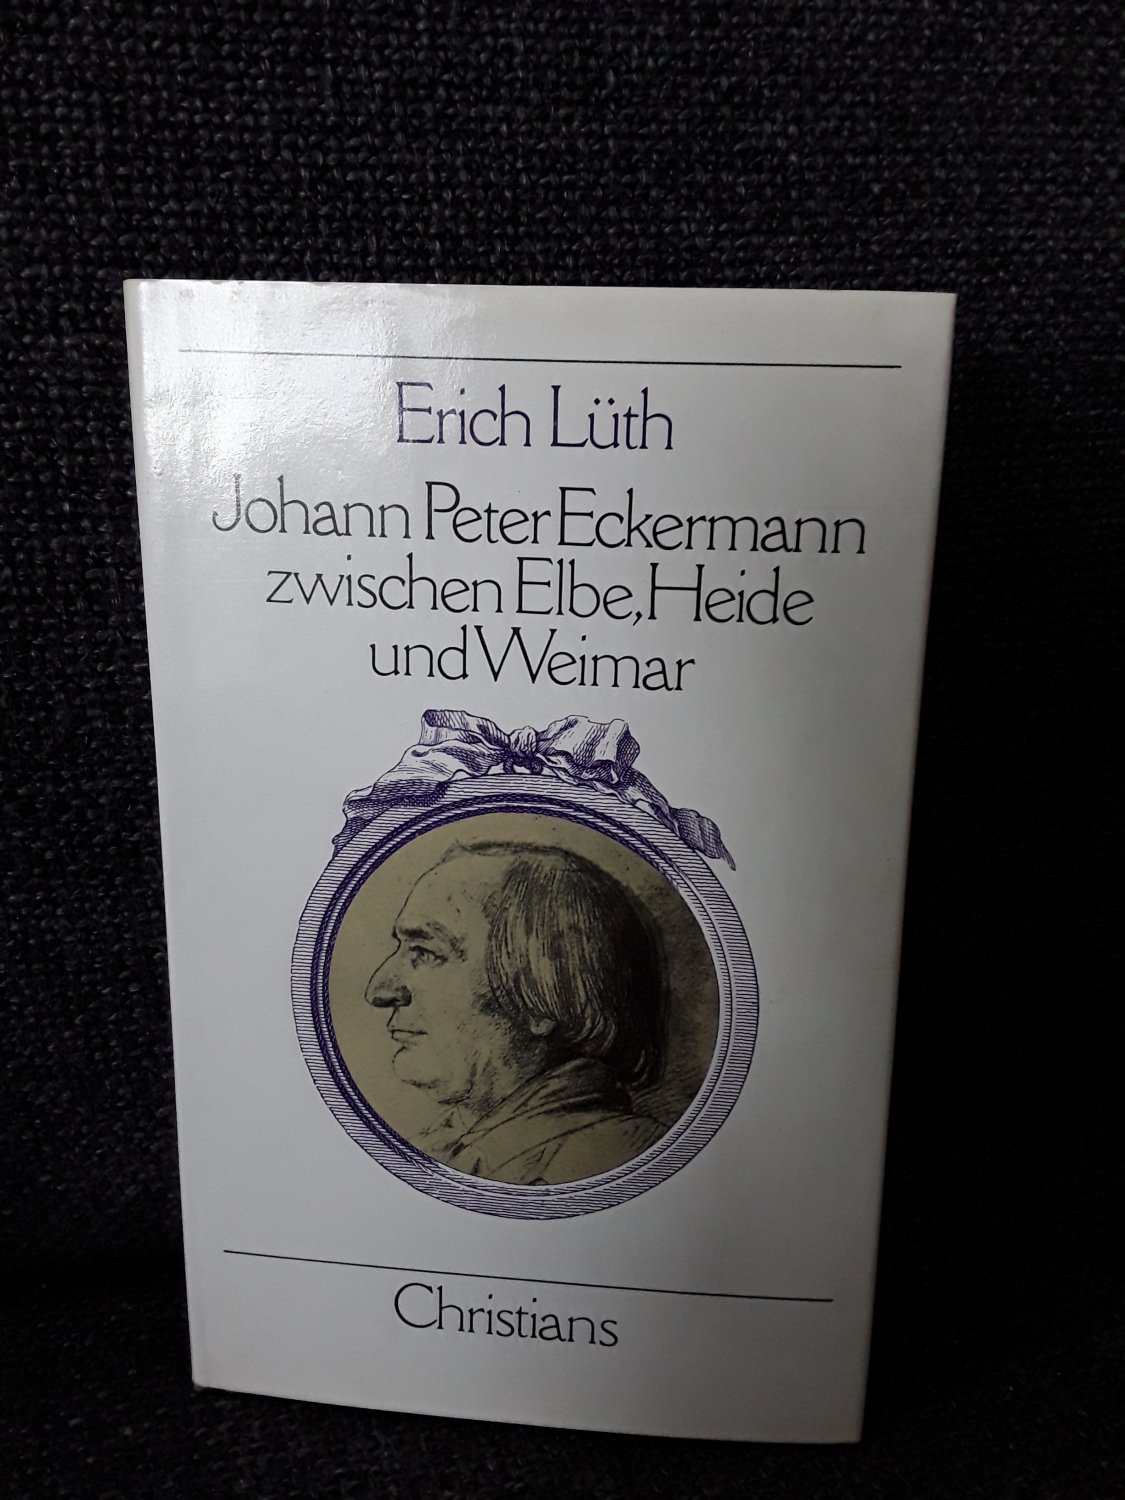 Erich Lüth
Johann Peter Eckermann
zwischen Elbe, Heide
und Weimar
Christians